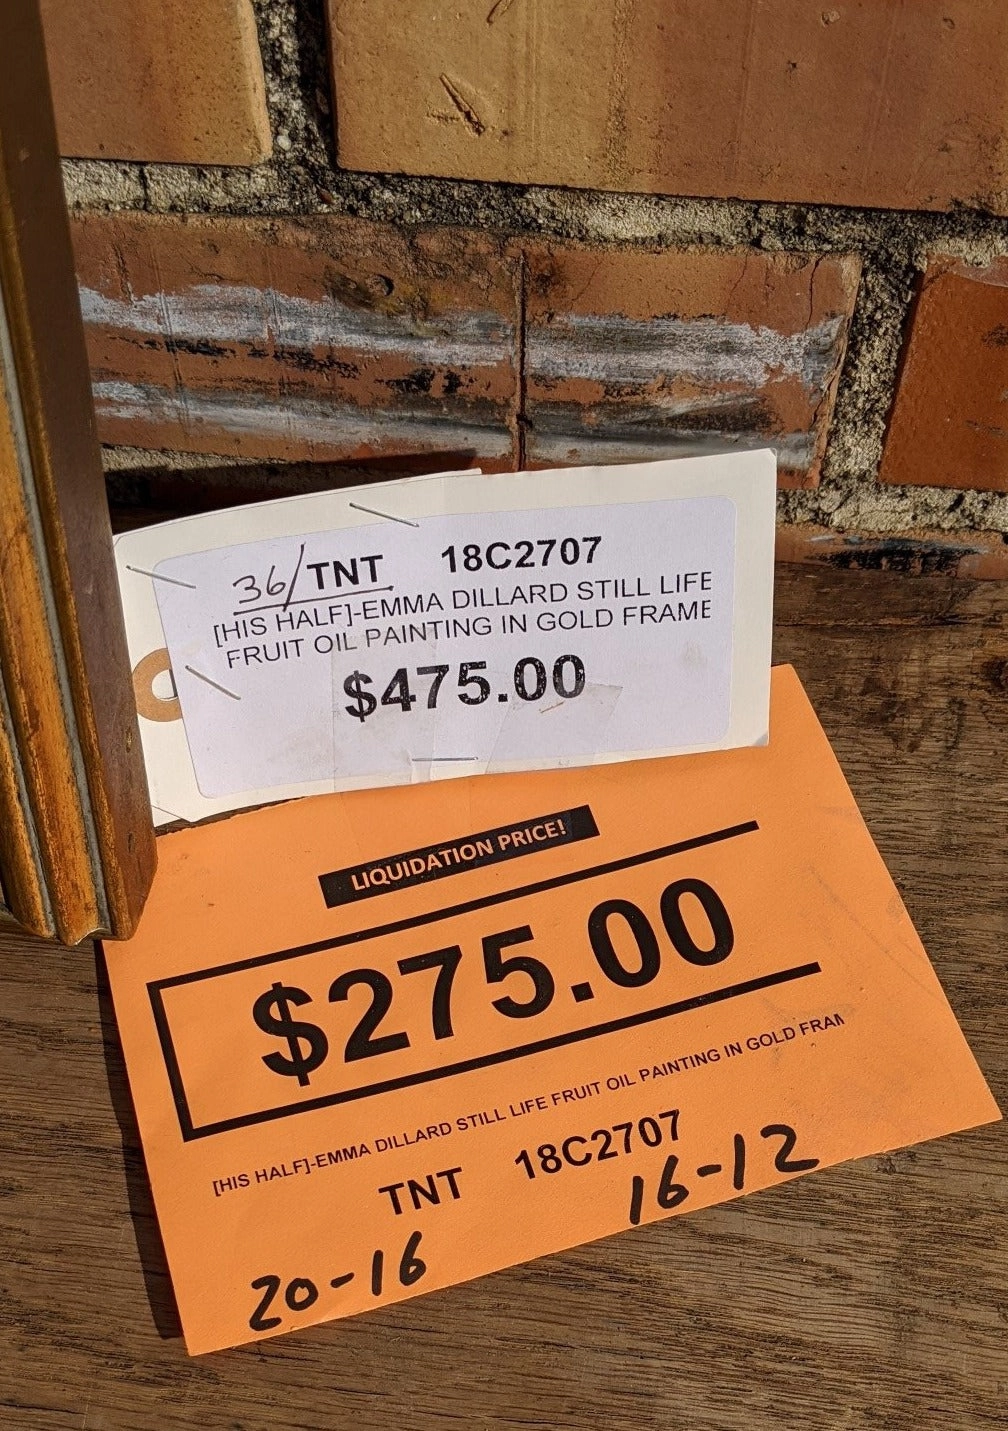 36/TNT 18C2707
[HIS HALF]-EMMA DILLARD STILL LIFE
FRUIT OIL PAINTING IN GOLD FRAME
$475.00
LIQUIDATION PRICE!
$275.00
[HIS HALF]-EMMA DILLARD STILL LIFE FRUIT OIL PAINTING IN GOLD FRAM
TNT 18C2707
20-16 16-12